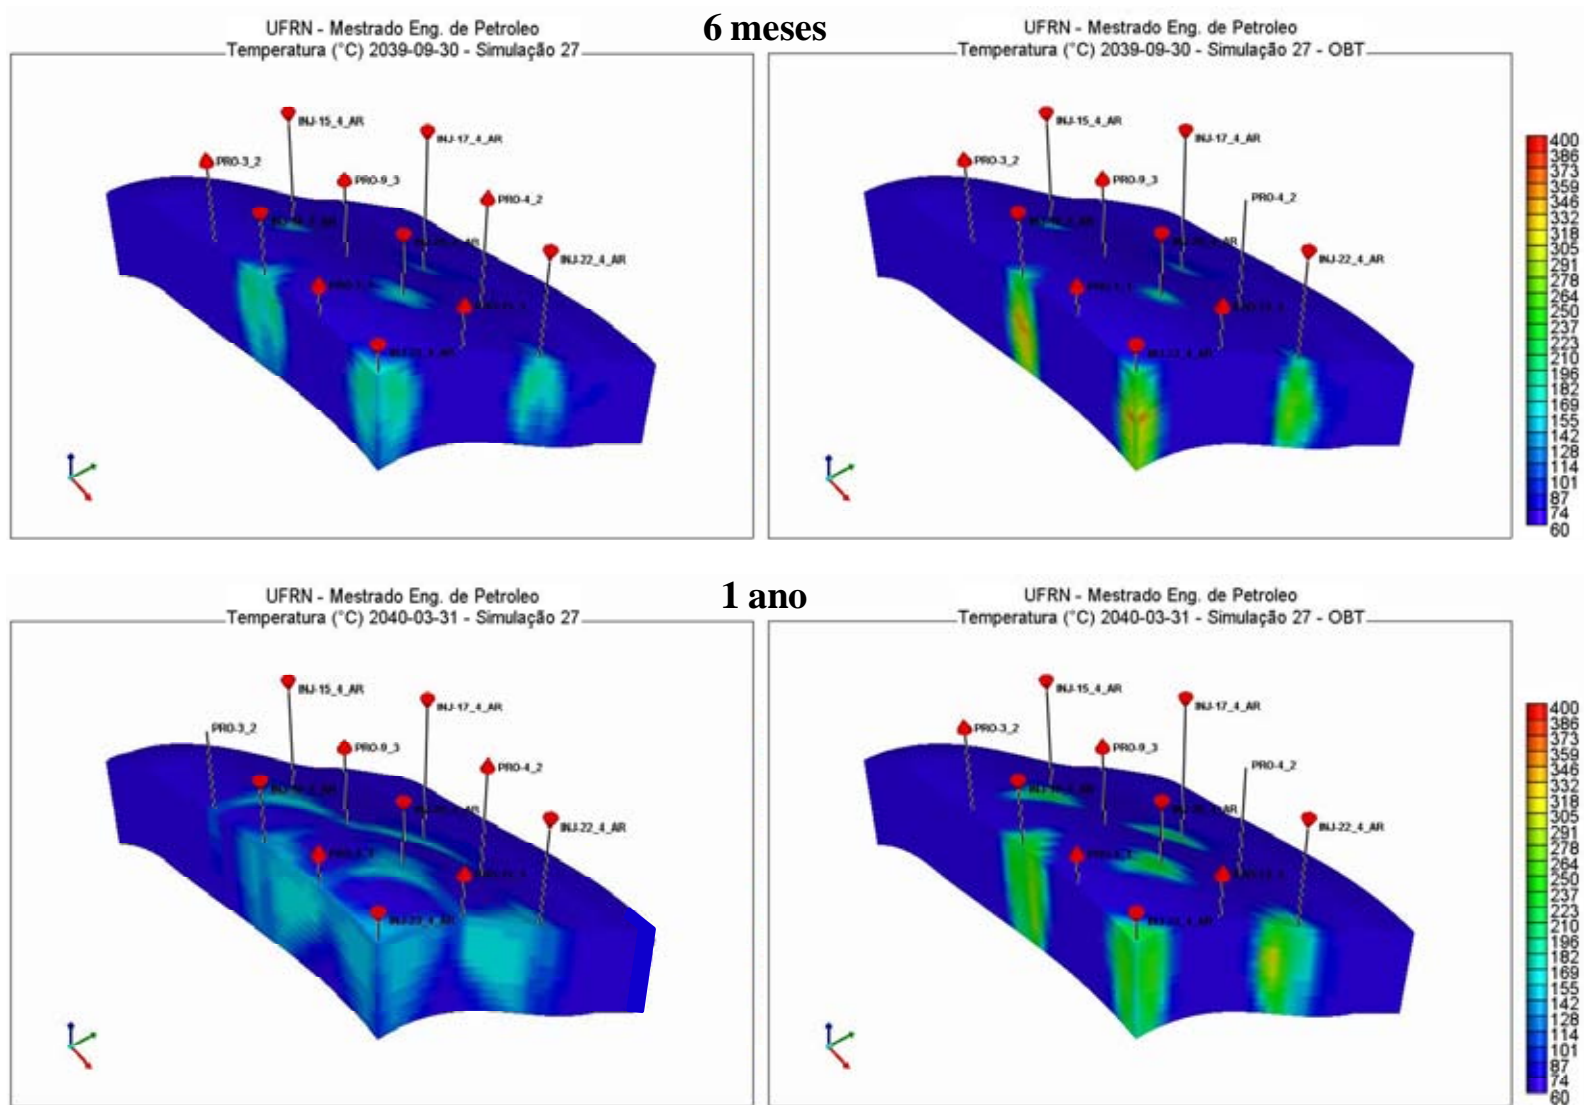 6 meses
UFRN - Mestrado Eng. de Petroleo
Temperatura (°C) 2039-09-30 - Simulação 27
INJ-15_4_AR
INJ-17_4_AR
PRO-3_2
PRO-9_3
PRO-4_2
INJ-22_4_AR
UFRN - Mestrado Eng. de Petroleo
Temperatura (°C) 2039-09-30 - Simulação 27 - OBT
INJ-15_4_AR
INJ-17_4_AR
PRO-3_2
PRO-9_3
PRO-4_2
INJ-22_4_AR
400
386
373
359
346
332
318
305
291
278
264
250
237
223
210
196
182
169
155
142
128
114
101
87
74
60
1 ano
UFRN - Mestrado Eng. de Petroleo
Temperatura (°C) 2040-03-31 - Simulação 27
INJ-15_4_AR
INJ-17_4_AR
PRO-3_2
PRO-9_3
PRO-4_2
INJ-22_4_AR
UFRN - Mestrado Eng. de Petroleo
Temperatura (°C) 2040-03-31 - Simulação 27 - OBT
INJ-15_4_AR
INJ-17_4_AR
PRO-3_2
PRO-9_3
PRO-4_2
INJ-22_4_AR
400
386
373
359
346
332
318
305
291
278
264
250
237
223
210
196
182
169
155
142
128
114
101
87
74
60